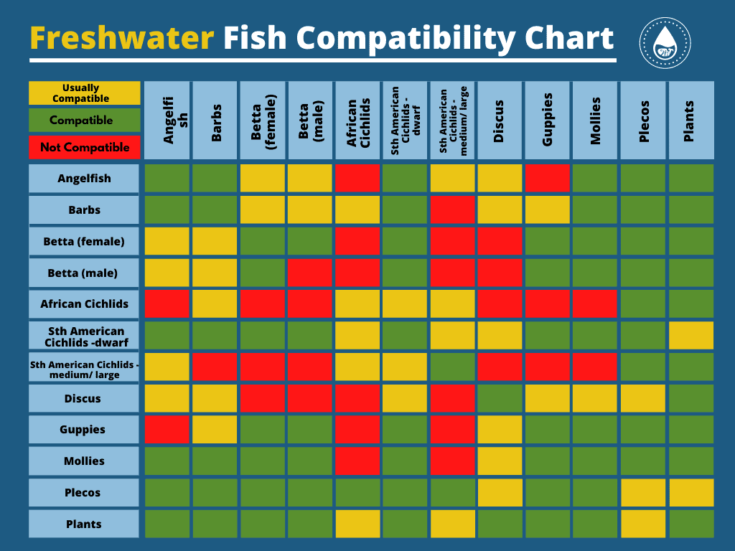 Freshwater Fish Compatibility Chart
Usually
Compatible
Compatible
Not Compatible
Angelfi
sh
Barbs
Betta
(female)
Betta
(male)
African
Cichlids
Sth American
Cichlids -
dwarf
Sth American
Cichlids -
medium/ large
Discus
Guppies
Mollies
Plecos
Plants
Angelfish
Barbs
Betta (female)
Betta (male)
African Cichlids
Sth American
Cichlids -dwarf
Sth American Cichlids -
medium/ large
Discus
Guppies
Mollies
Plecos
Plants